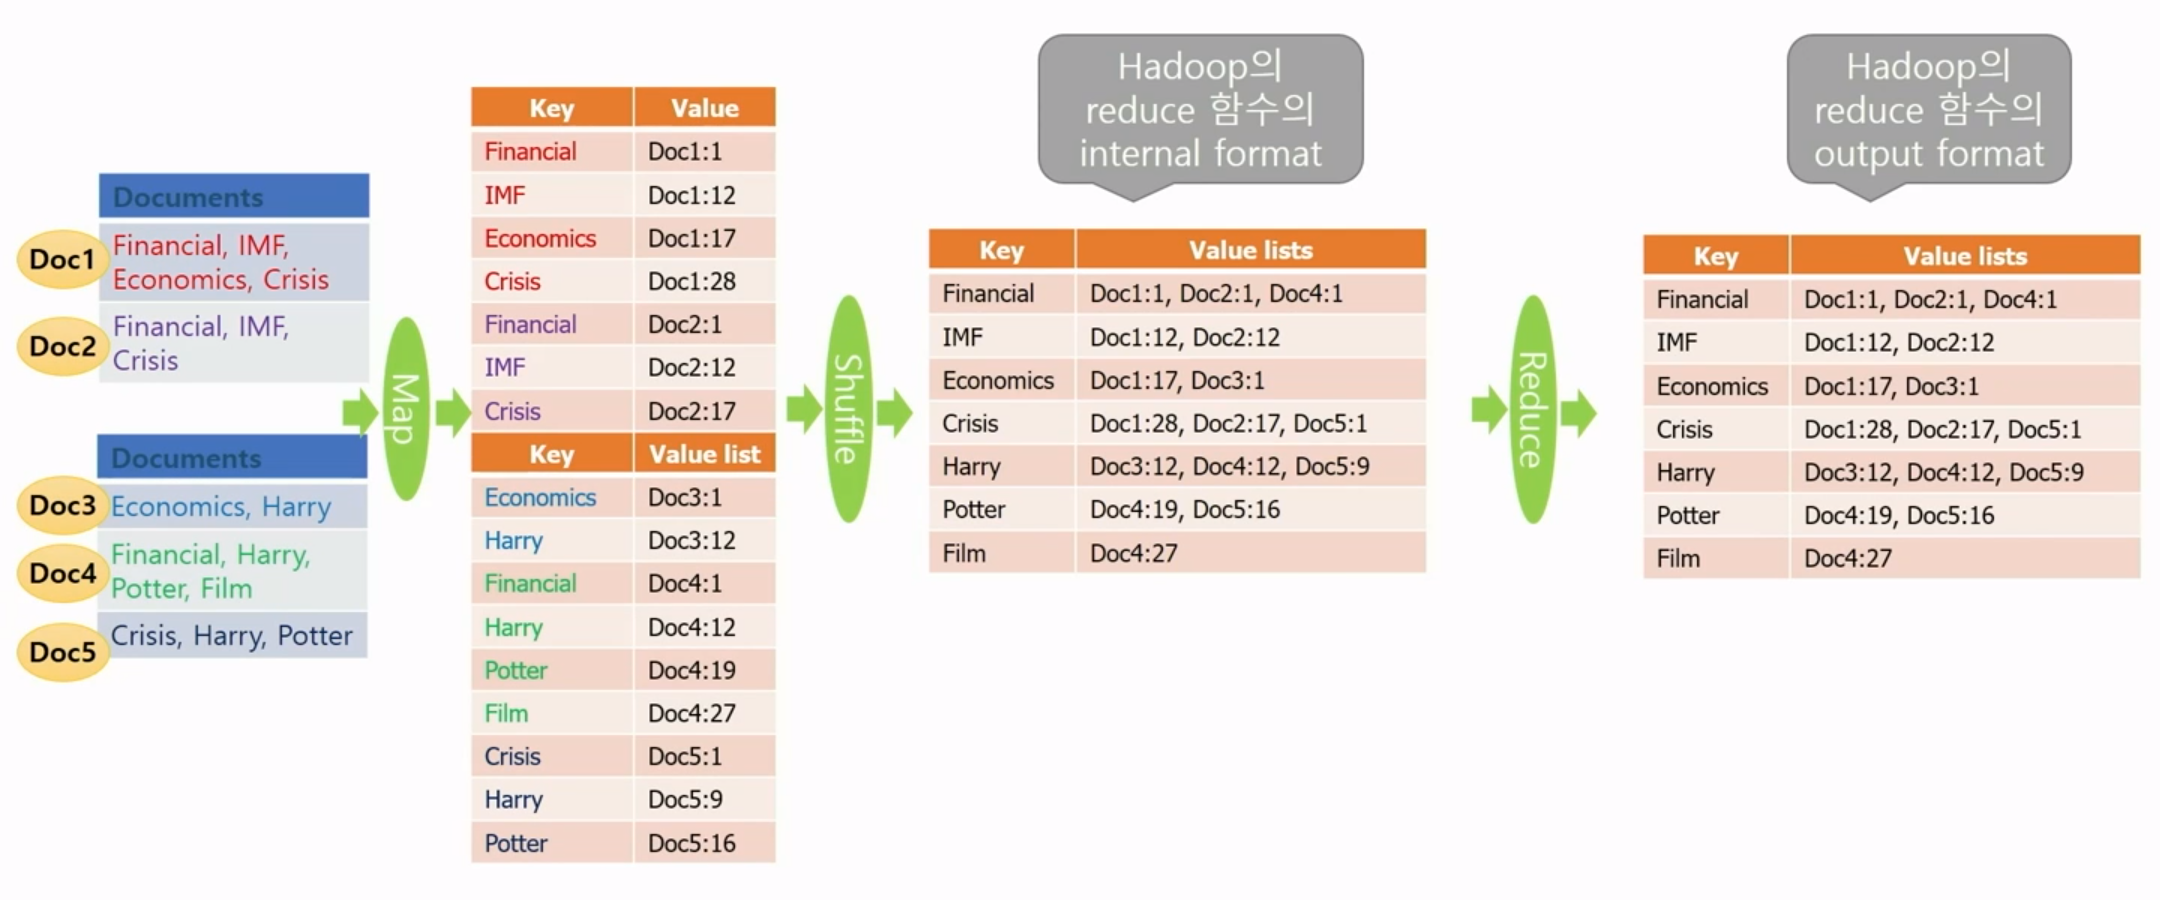 Documents
Doc1
Financial, IMF,
Economics, Crisis
Doc2
Financial, IMF,
Crisis
Documents
Doc3
Economics, Harry
Doc4
Financial, Harry,
Potter, Film
Doc5
Crisis, Harry, Potter
Map
Key Value
Financial Doc1:1
IMF Doc1:12
Economics Doc1:17
Crisis Doc1:28
Financial Doc2:1
IMF Doc2:12
Crisis Doc2:17
Key Value list
Economics Doc3:1
Harry Doc3:12
Financial Doc4:1
Harry Doc4:12
Potter Doc4:19
Film Doc4:27
Crisis Doc5:1
Harry Doc5:9
Potter Doc5:16
Shuffle
Hadoop의
reduce 함수의
internal format
Key Value lists
Financial Doc1:1, Doc2:1, Doc4:1
IMF Doc1:12, Doc2:12
Economics Doc1:17, Doc3:1
Crisis Doc1:28, Doc2:17, Doc5:1
Harry Doc3:12, Doc4:12, Doc5:9
Potter Doc4:19, Doc5:16
Film Doc4:27
Reduce
Hadoop의
reduce 함수의
output format
Key Value lists
Financial Doc1:1, Doc2:1, Doc4:1
IMF Doc1:12, Doc2:12
Economics Doc1:17, Doc3:1
Crisis Doc1:28, Doc2:17, Doc5:1
Harry Doc3:12, Doc4:12, Doc5:9
Potter Doc4:19, Doc5:16
Film Doc4:27